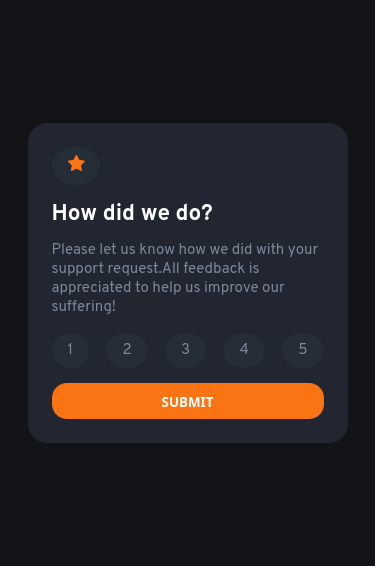 How did we do?
Please let us know how we did with your
support request.All feedback is
appreciated to help us improve our
suffering!
1 2 3 4 5
SUBMIT